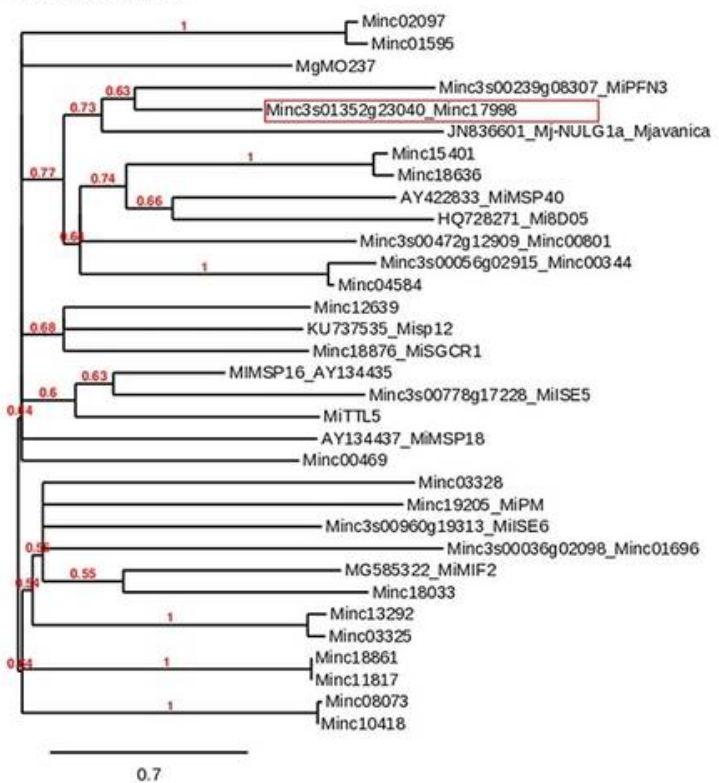 1
Minc02097
Minc01595
MgMO237
Minc3s00239g08307_MiPFN3
0.63
Minc3s01352g23040_Minc17998
0.73
JN836601_Mj-NULG1a_Mjavanica
Minc15401
1
Minc18636
0.77
0.74
AY422833_MiMSP40
0.66
HQ728271_Mi8D05
Minc3s00472g12909_Minc00801
Minc3s00056g02915_Minc00344
1
Minc04584
Minc12639
0.68
KU737535_Misp12
Minc18876_MiSGCR1
MIMSP16_AY134435
0.63
Minc3s00778g17228_MiISE5
0.6
MiTTL5
AY134437_MiMSP18
Minc00469
Minc03328
Minc19205_MiPM
Minc3s00960g19313_MiISE6
Minc3s00036g02098_Minc01696
MG585322_MiMIF2
0.55
Minc18033
Minc13292
1
Minc03325
Minc18861
1
Minc11817
Minc08073
1
Minc10418
0.7